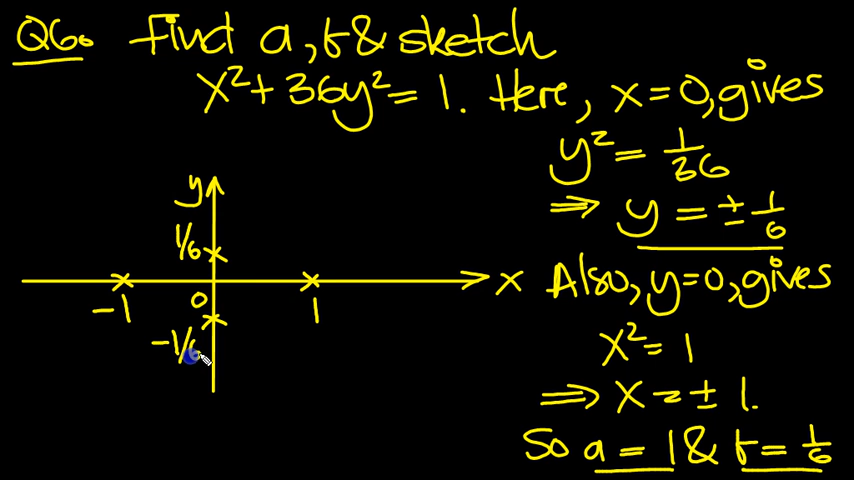 Q6. Find a, b & sketch
x² + 36y² = 1. Here, x = 0, gives
y² = 1/36
⇒ y = ± 1/6
Also, y = 0, gives
x² = 1
⇒ x = ± 1.
So a = 1 & b = 1/6
y
1/6
x
-1
0
1
-1/6